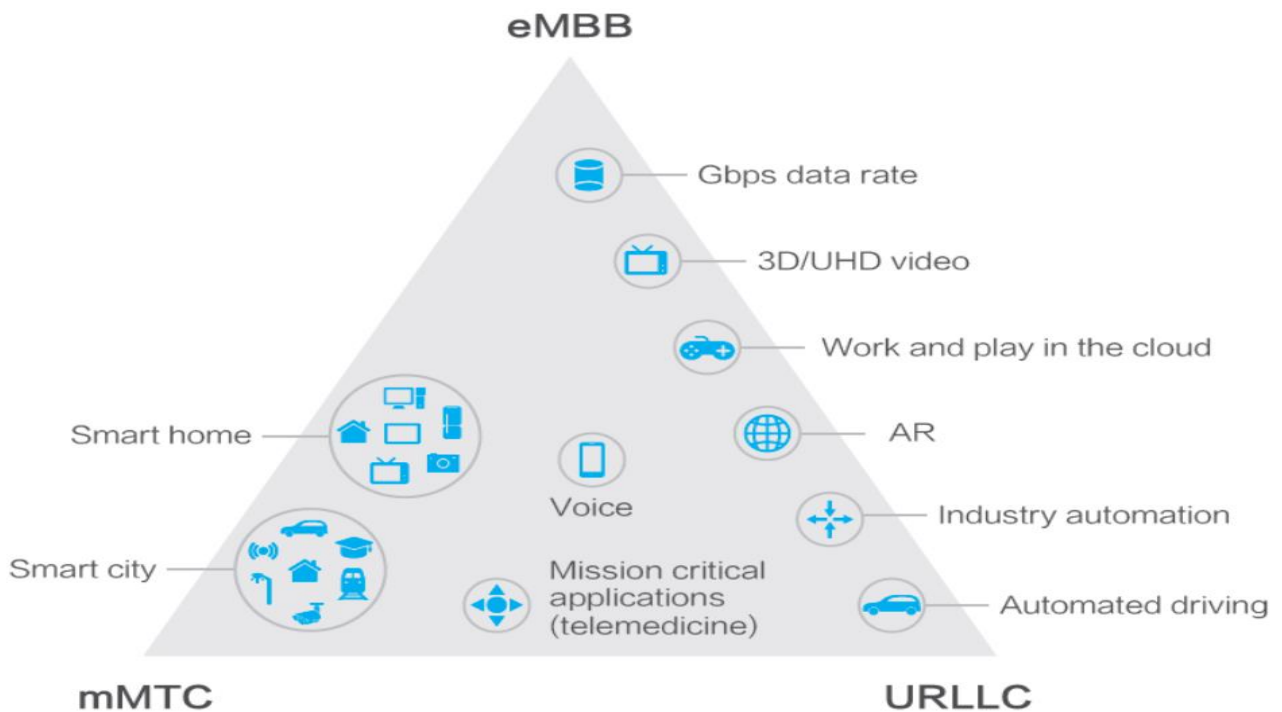 eMBB
Gbps data rate
3D/UHD video
Work and play in the cloud
Smart home
AR
Voice
Industry automation
Smart city
Mission critical
applications
(telemedicine)
Automated driving
mMTC
URLLC